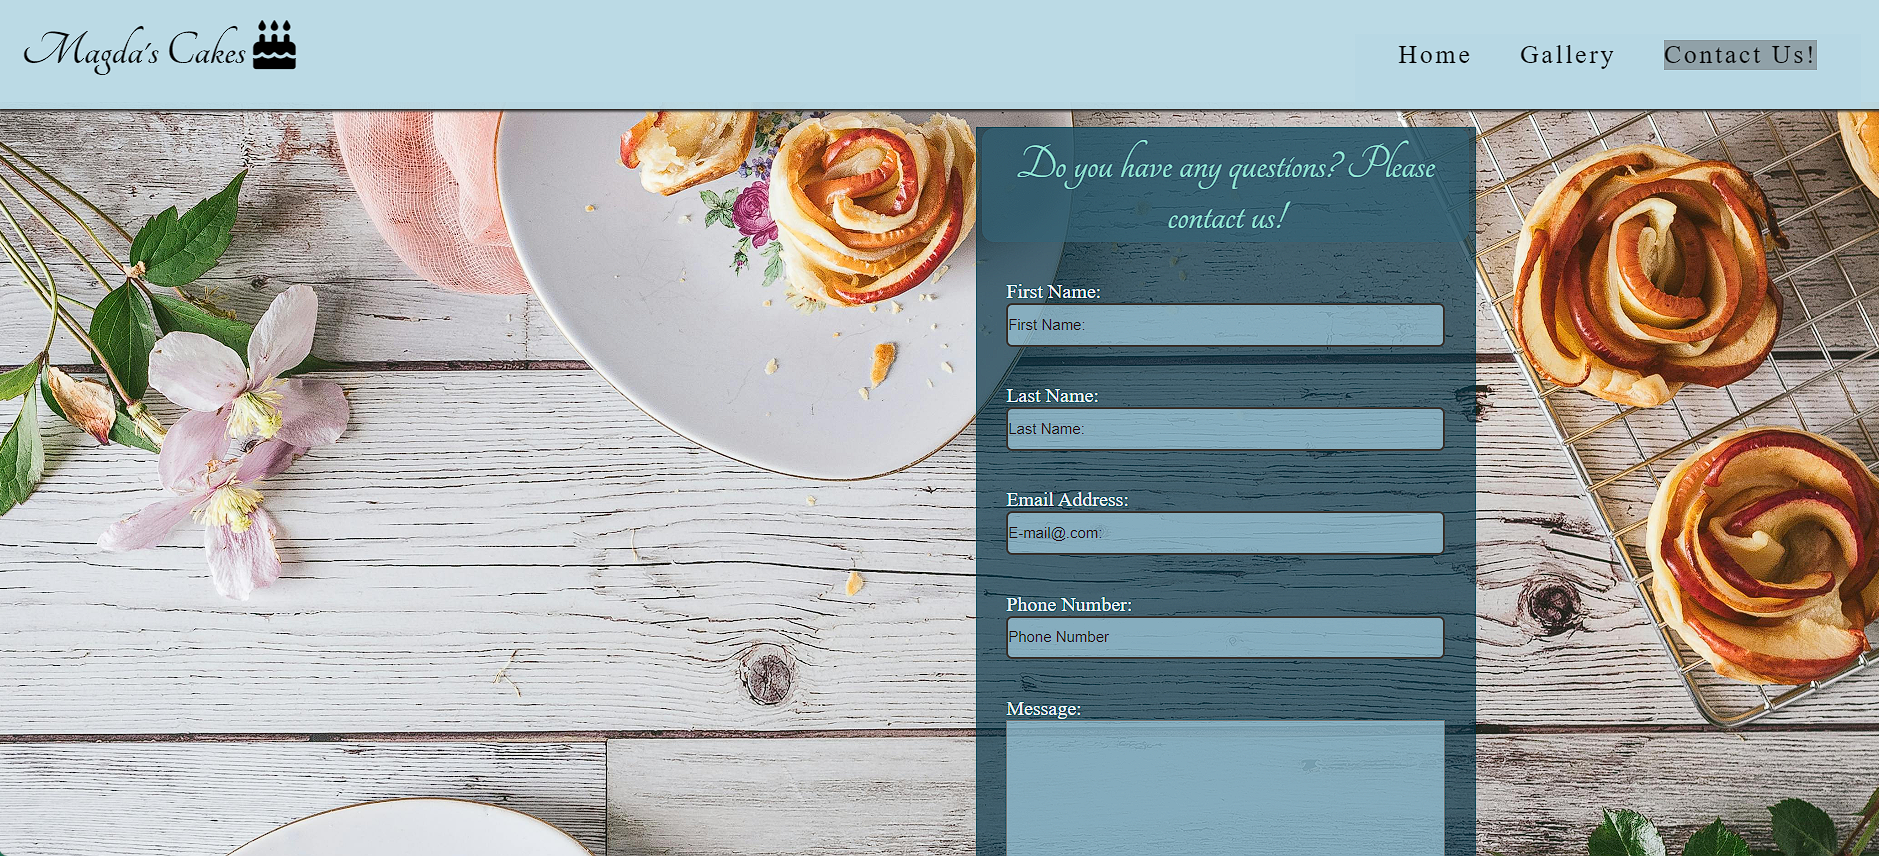 Magda's Cakes
Home Gallery Contact Us!
Do you have any questions? Please
contact us!
First Name:
First Name:
Last Name:
Last Name:
Email Address:
E-mail@.com:
Phone Number:
Phone Number
Message: